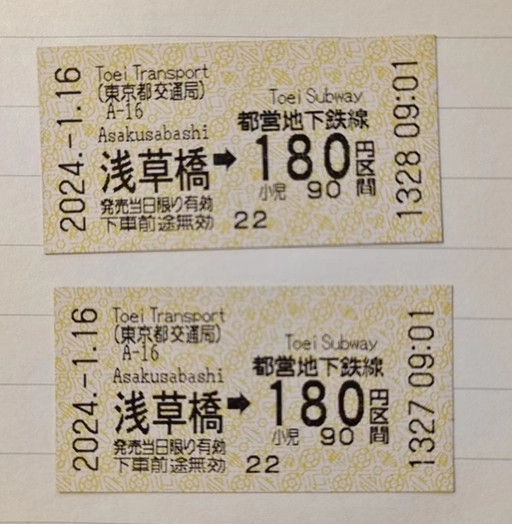 2024.-1.16
Toei Transport
(東京都交通局)
A-16
Asakusabashi
浅草橋➡
発売当日限り有効
下車前途無効 22
Toei Subway
都営地下鉄線
180円区間
小児 90
1328 09:01
2024.-1.16
Toei Transport
(東京都交通局)
A-16
Asakusabashi
浅草橋➡
発売当日限り有効
下車前途無効 22
Toei Subway
都営地下鉄線
180円区間
小児 90
1327 09:01